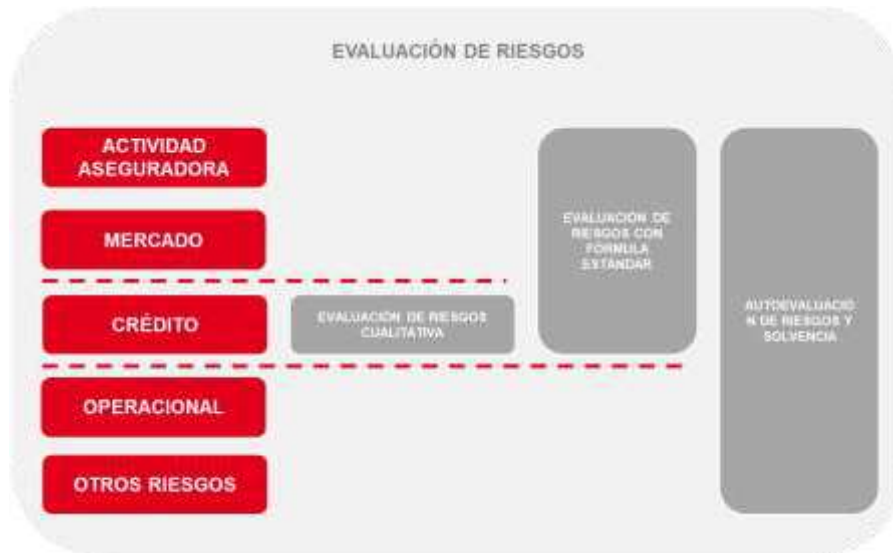 EVALUACIÓN DE RIESGOS
ACTIVIDAD
ASEGURADORA
MERCADO
CRÉDITO
OPERACIONAL
OTROS RIESGOS
EVALUACIÓN DE RIESGOS
CUALITATIVA
EVALUACIÓN DE
RIESGOS CON
FÓRMULA
ESTÁNDAR
AUTOEVALUACIÓ
N DE RIESGOS Y
SOLVENCIA